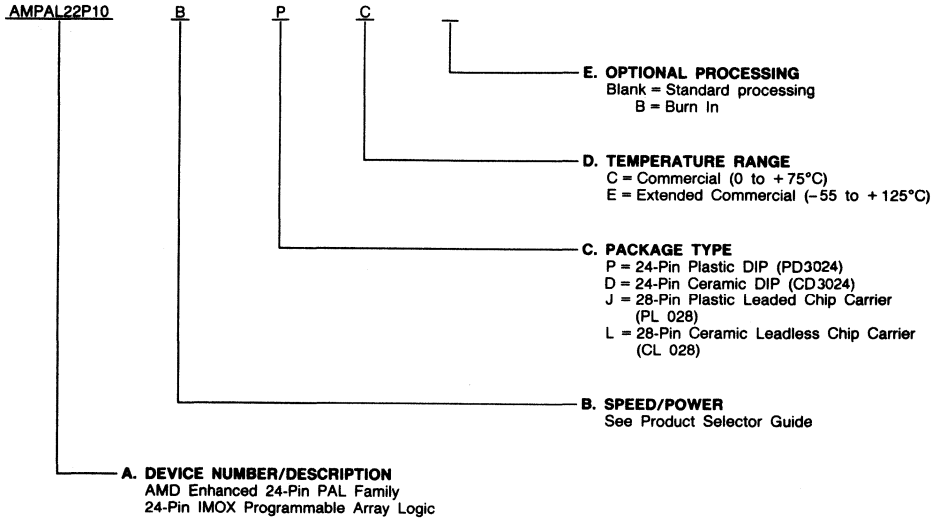 AMPAL22P10 B P C _
E. OPTIONAL PROCESSING
Blank = Standard processing
B = Burn In
D. TEMPERATURE RANGE
C = Commercial (0 to +75°C)
E = Extended Commercial (–55 to +125°C)
C. PACKAGE TYPE
P = 24-Pin Plastic DIP (PD3024)
D = 24-Pin Ceramic DIP (CD3024)
J = 28-Pin Plastic Leaded Chip Carrier
(PL 028)
L = 28-Pin Ceramic Leadless Chip Carrier
(CL 028)
B. SPEED/POWER
See Product Selector Guide
A. DEVICE NUMBER/DESCRIPTION
AMD Enhanced 24-Pin PAL Family
24-Pin IMOX Programmable Array Logic